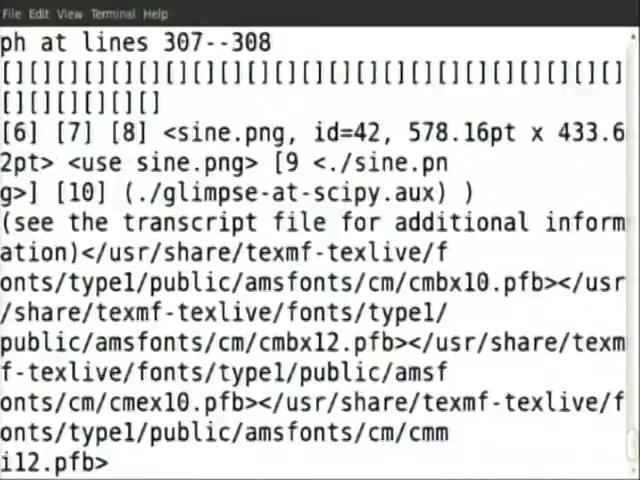 File Edit View Terminal Help
ph at lines 307--308
[][][][][][][][][][][][][][][][][][][][][][][]
[][][][][][]
[6] [7] [8] <sine.png, id=42, 578.16pt x 433.6
2pt> <use sine.png> [9 <./sine.pn
g>] [10] (./glimpse-at-scipy.aux) )
(see the transcript file for additional inform
ation)</usr/share/texmf-texlive/f
onts/type1/public/amsfonts/cm/cmbx10.pfb></usr
/share/texmf-texlive/fonts/type1/
public/amsfonts/cm/cmbx12.pfb></usr/share/texm
f-texlive/fonts/type1/public/amsf
onts/cm/cmex10.pfb></usr/share/texmf-texlive/f
onts/type1/public/amsfonts/cm/cmm
i12.pfb>